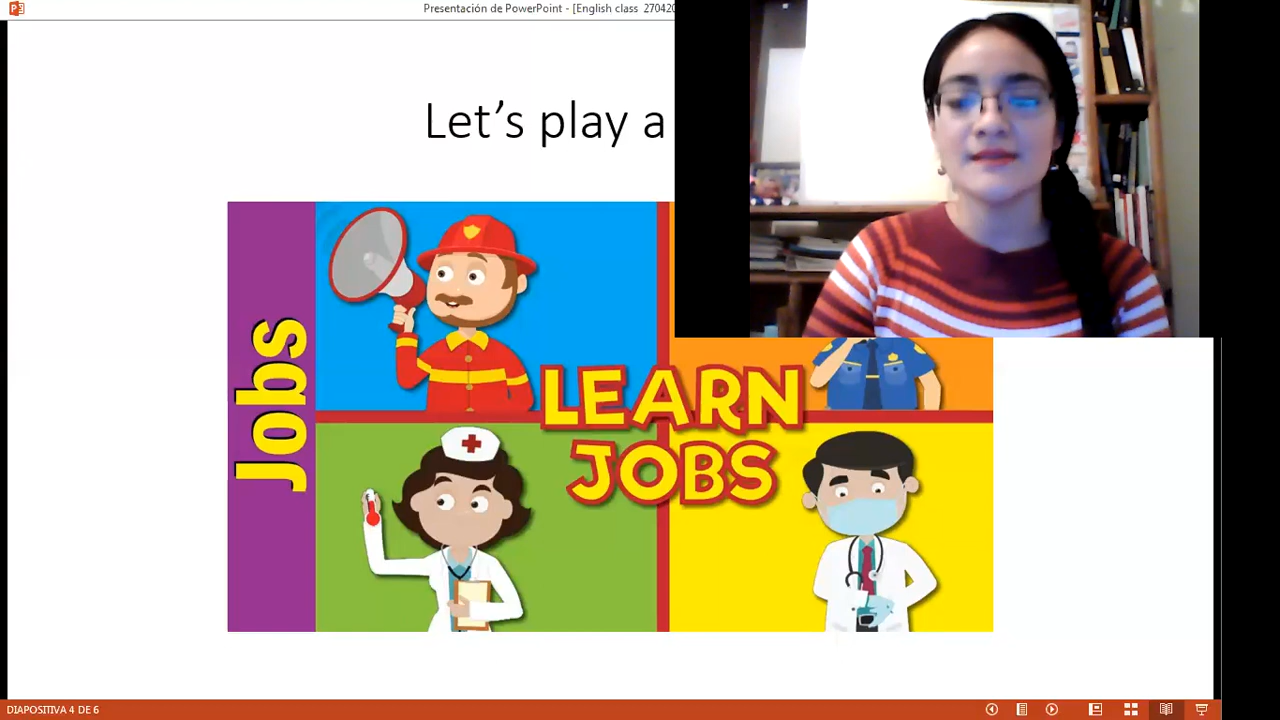 Presentación de PowerPoint - [English class 270420
Let's play a
Jobs
LEARN
JOBS
DIAPOSITIVA 4 DE 6